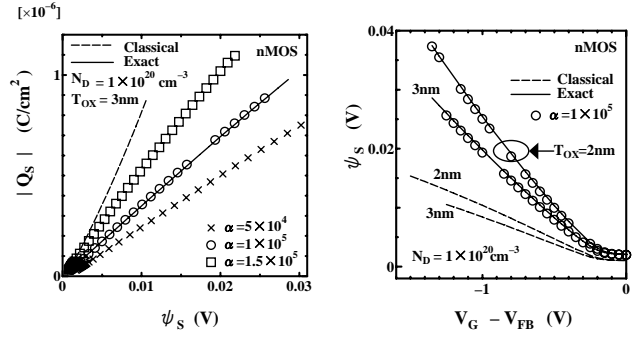 [×10⁻⁶]
nMOS
Classical
Exact
N_D = 1×10²⁰ cm⁻³
T_OX = 3nm
| Q_S | (C/cm²)
1
0
α=5×10⁴
α=1×10⁵
α=1.5×10⁵
0 0.01 0.02 0.03
ψ_S (V)
0.04
nMOS
Classical
Exact
α=1×10⁵
3nm
T_OX=2nm
ψ_S (V)
0.02
2nm
3nm
N_D = 1×10²⁰cm⁻³
0
−1 0
V_G − V_FB (V)